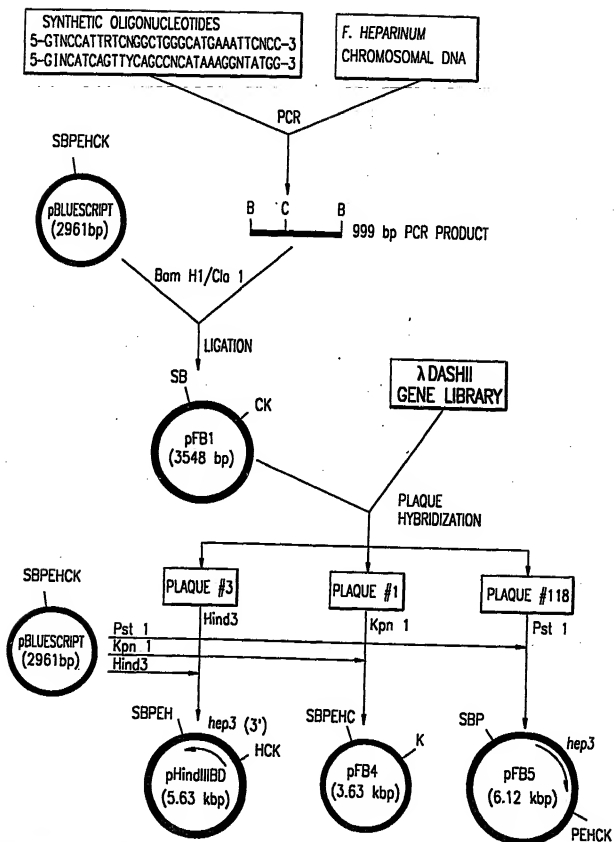 SYNTHETIC OLIGONUCLEOTIDES
5-GTNCCATTRTCNGGCTGGGCATGAAATTCNCC-3
5-GINCATCAGTTYCAGCCNCATAAAGGNTATGG-3
F. HEPARINUM
CHROMOSOMAL DNA
PCR
SBPEHCK
pBLUESCRIPT
(2961bp)
B C B
999 bp PCR PRODUCT
Bam H1/Cla 1
LIGATION
SB
CK
pFB1
(3548 bp)
λDASHII
GENE LIBRARY
PLAQUE
HYBRIDIZATION
SBPEHCK
pBLUESCRIPT
(2961bp)
PLAQUE #3
PLAQUE #1
PLAQUE #118
Pst 1
Kpn 1
Hind3
Hind3
Kpn 1
Pst 1
SBPEH
hep3 (3')
HCK
pHindIIIBD
(5.63 kbp)
SBPEHC
K
pFB4
(3.63 kbp)
SBP
hep3
pFB5
(6.12 kbp)
PEHCK